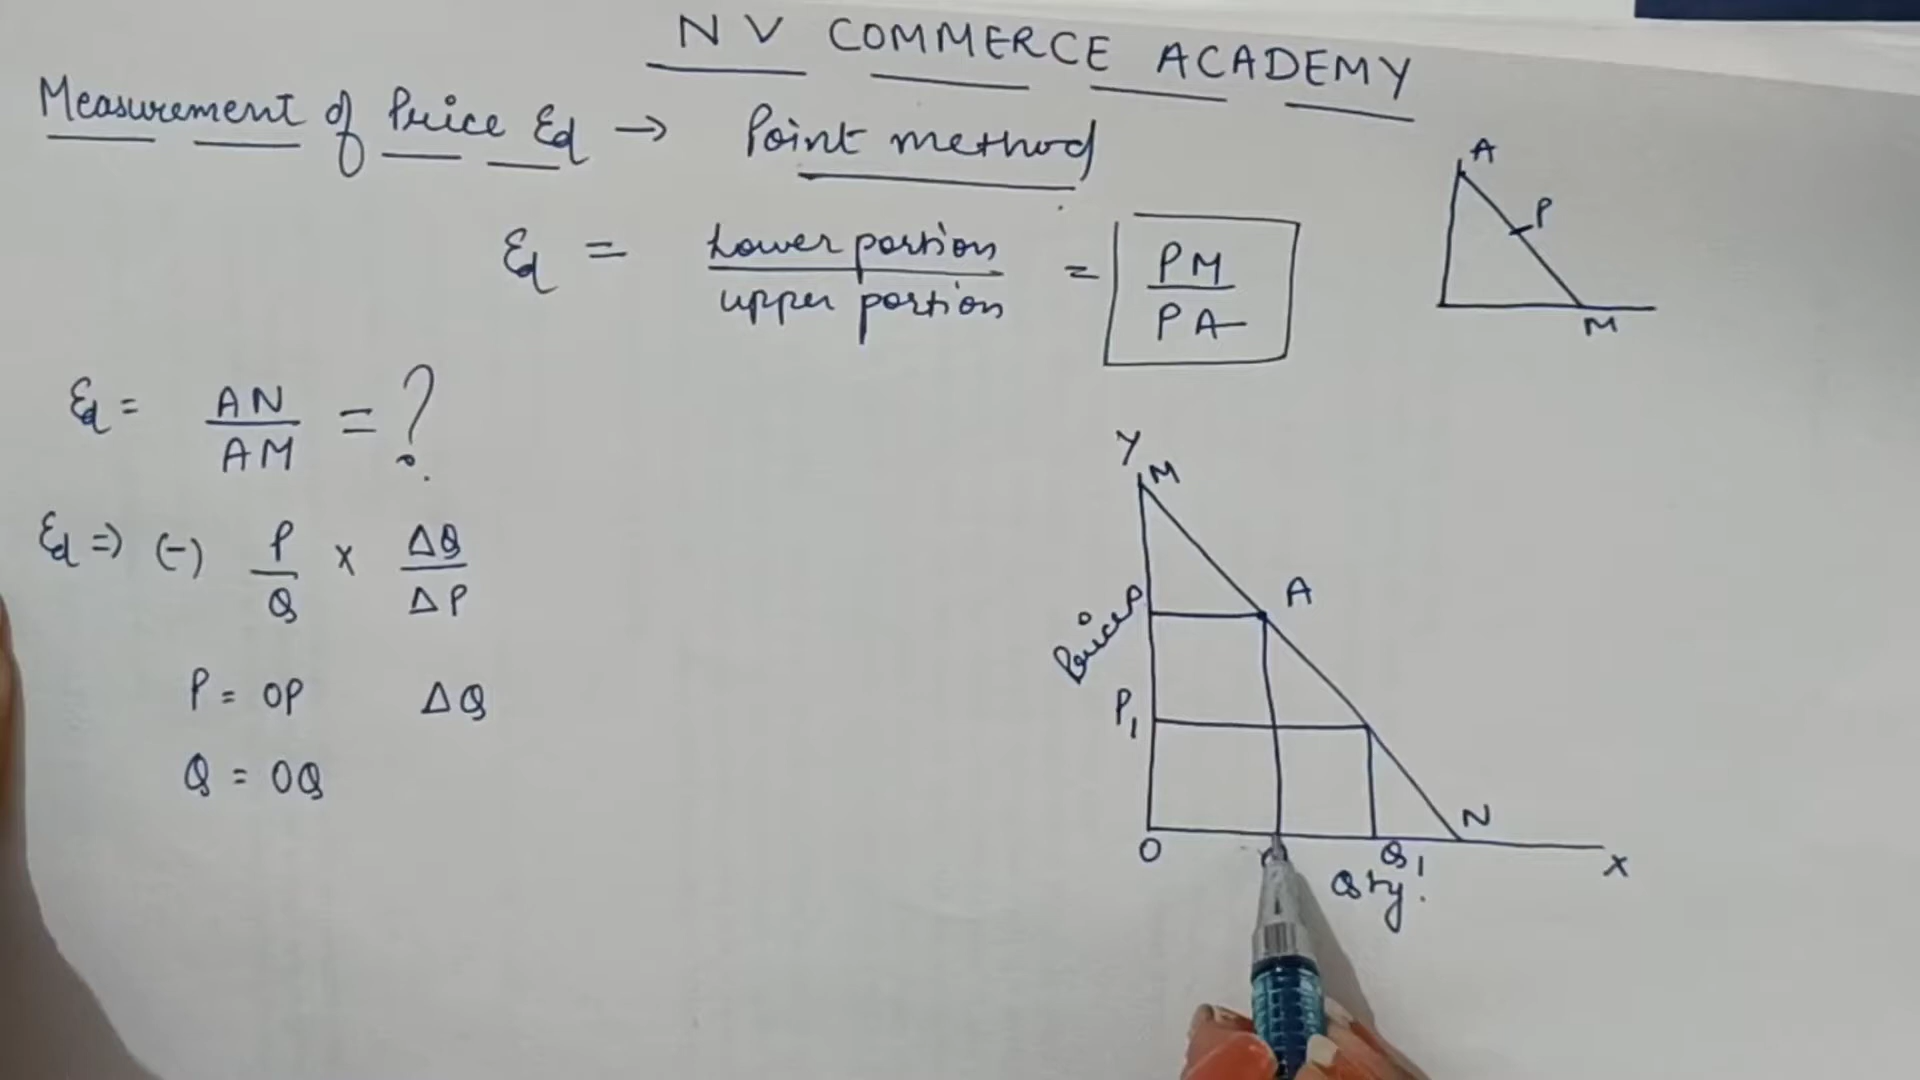 N V COMMERCE ACADEMY
Measurement of Price Ed → Point method
Ed = Lower portion / upper portion = PM / PA
A
P
M
Ed = AN / AM = ?
Ed ⇒ (-) P / Q × ΔQ / ΔP
P = OP ΔQ
Q = OQ
Y
M
A
Price P
P1
N
O Q1 X
Qty.